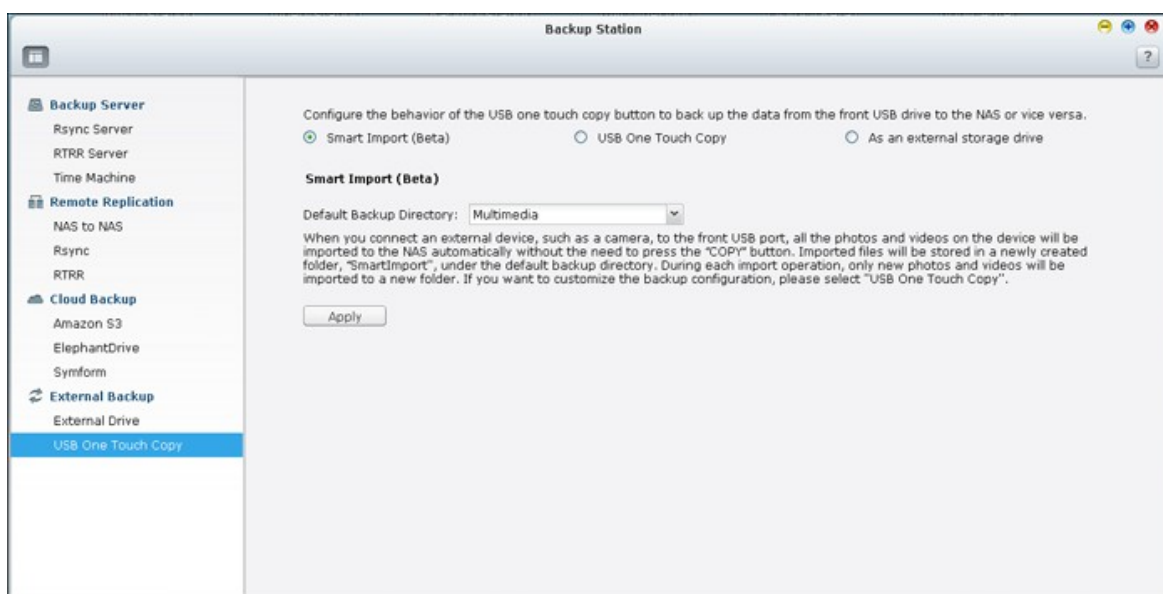 Backup Station
?
Backup Server
Rsync Server
RTRR Server
Time Machine
Remote Replication
NAS to NAS
Rsync
RTRR
Cloud Backup
Amazon S3
ElephantDrive
Symform
External Backup
External Drive
USB One Touch Copy
Configure the behavior of the USB one touch copy button to back up the data from the front USB drive to the NAS or vice versa.
Smart Import (Beta) USB One Touch Copy As an external storage drive
Smart Import (Beta)
Default Backup Directory: Multimedia
When you connect an external device, such as a camera, to the front USB port, all the photos and videos on the device will be
imported to the NAS automatically without the need to press the "COPY" button. Imported files will be stored in a newly created
folder, "SmartImport", under the default backup directory. During each import operation, only new photos and videos will be
imported to a new folder. If you want to customize the backup configuration, please select "USB One Touch Copy".
Apply